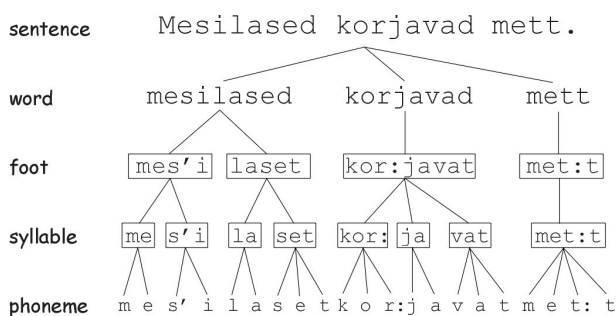 sentence Mesilased korjavad mett.
word mesilased korjavad mett
foot mes'i laset kor:javat met:t
syllable me s'i la set kor: ja vat met:t
phoneme m e s' i l a s e t k o r: j a v a t m e t: t